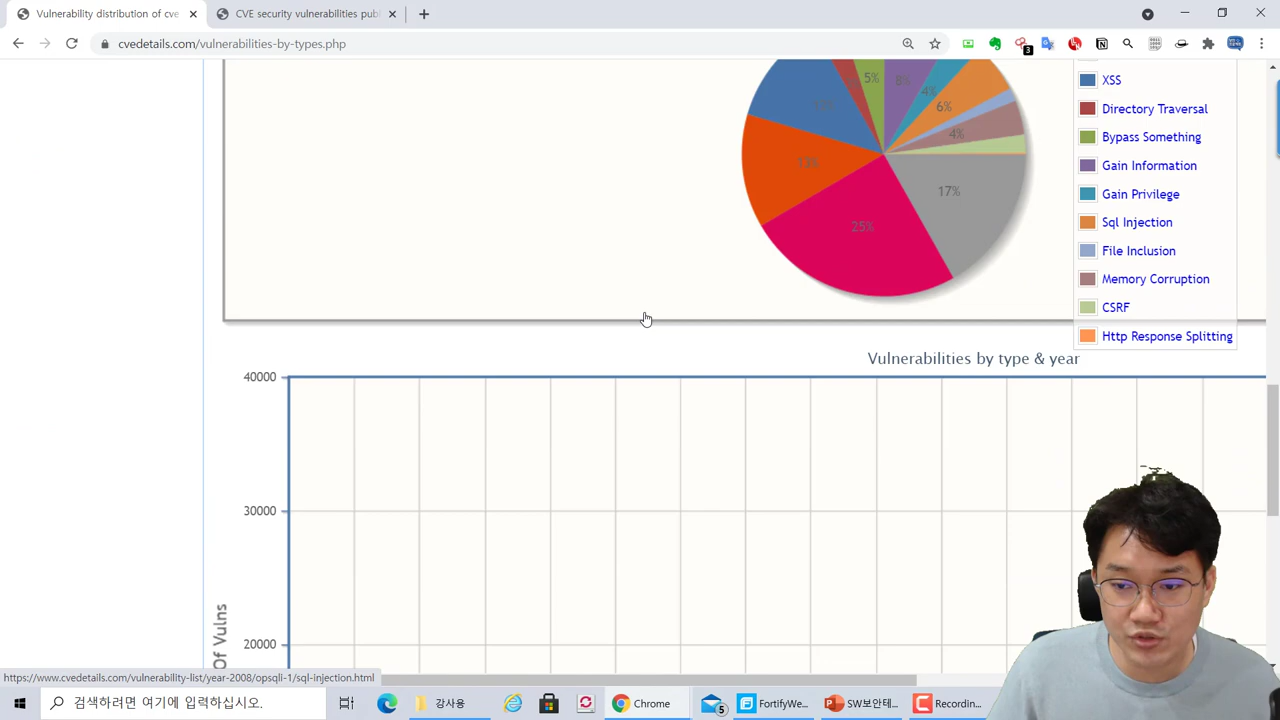 Vulnerability distribution of cve
CVE security vulnerabilities publ
cvedetails.com/vulnerabilities-by-types.php
3
5%
8%
4%
6%
4%
13%
17%
25%
XSS
Directory Traversal
Bypass Something
Gain Information
Gain Privilege
Sql Injection
File Inclusion
Memory Corruption
CSRF
Http Response Splitting
Vulnerabilities by type & year
40000
30000
20000
Of Vulns
https://www.cvedetails.com/vulnerability-list/year-2008/opsqli-1/sql-injection.html
검색하려면 여기에 입력하십시오.
강사용
Chrome
5
FortifyWe...
SW보안테...
Recordin...